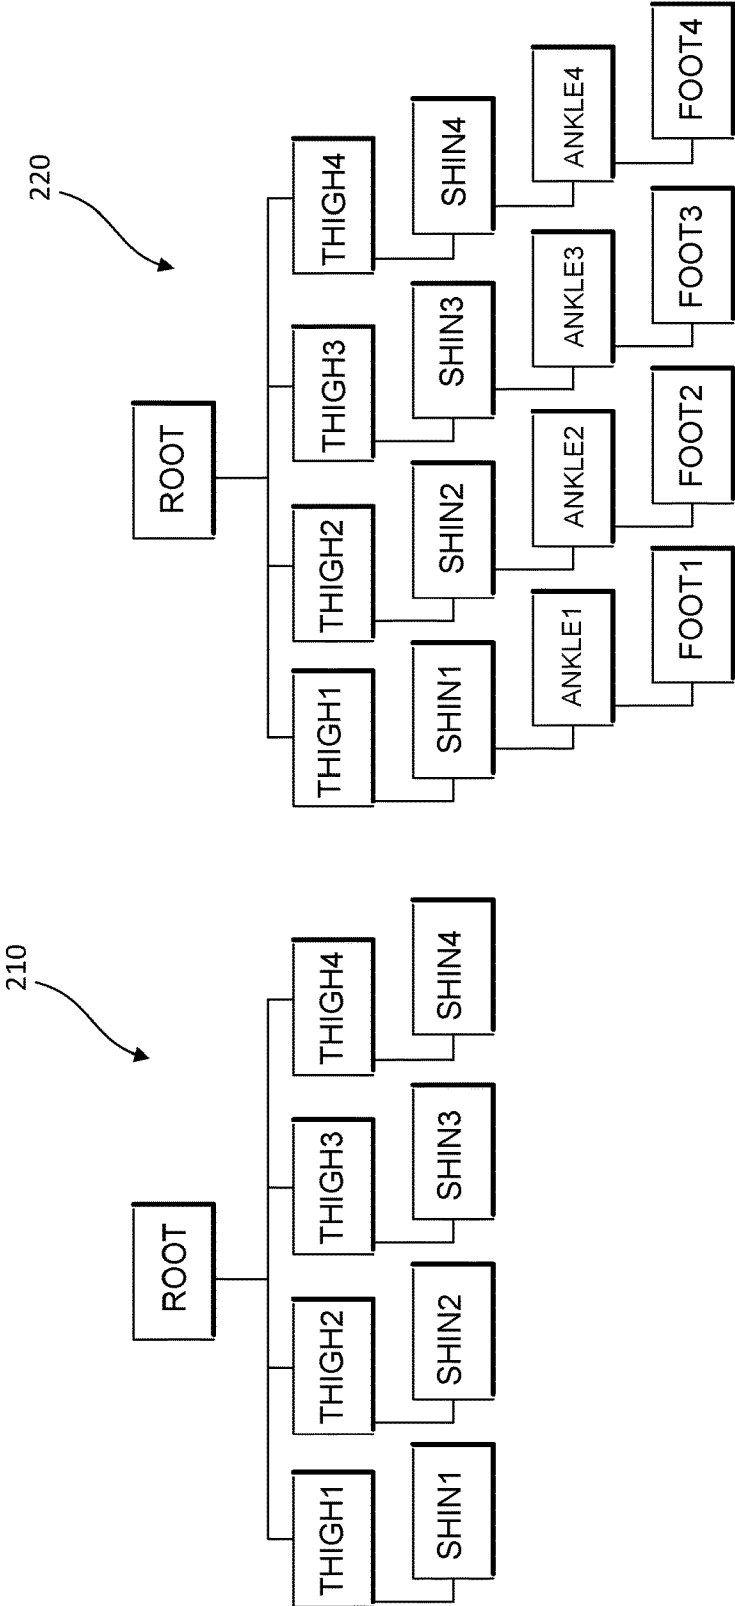 210
ROOT
THIGH1
THIGH2
THIGH3
THIGH4
SHIN1
SHIN2
SHIN3
SHIN4
220
ROOT
THIGH1
THIGH2
THIGH3
THIGH4
SHIN1
SHIN2
SHIN3
SHIN4
ANKLE1
ANKLE2
ANKLE3
ANKLE4
FOOT1
FOOT2
FOOT3
FOOT4